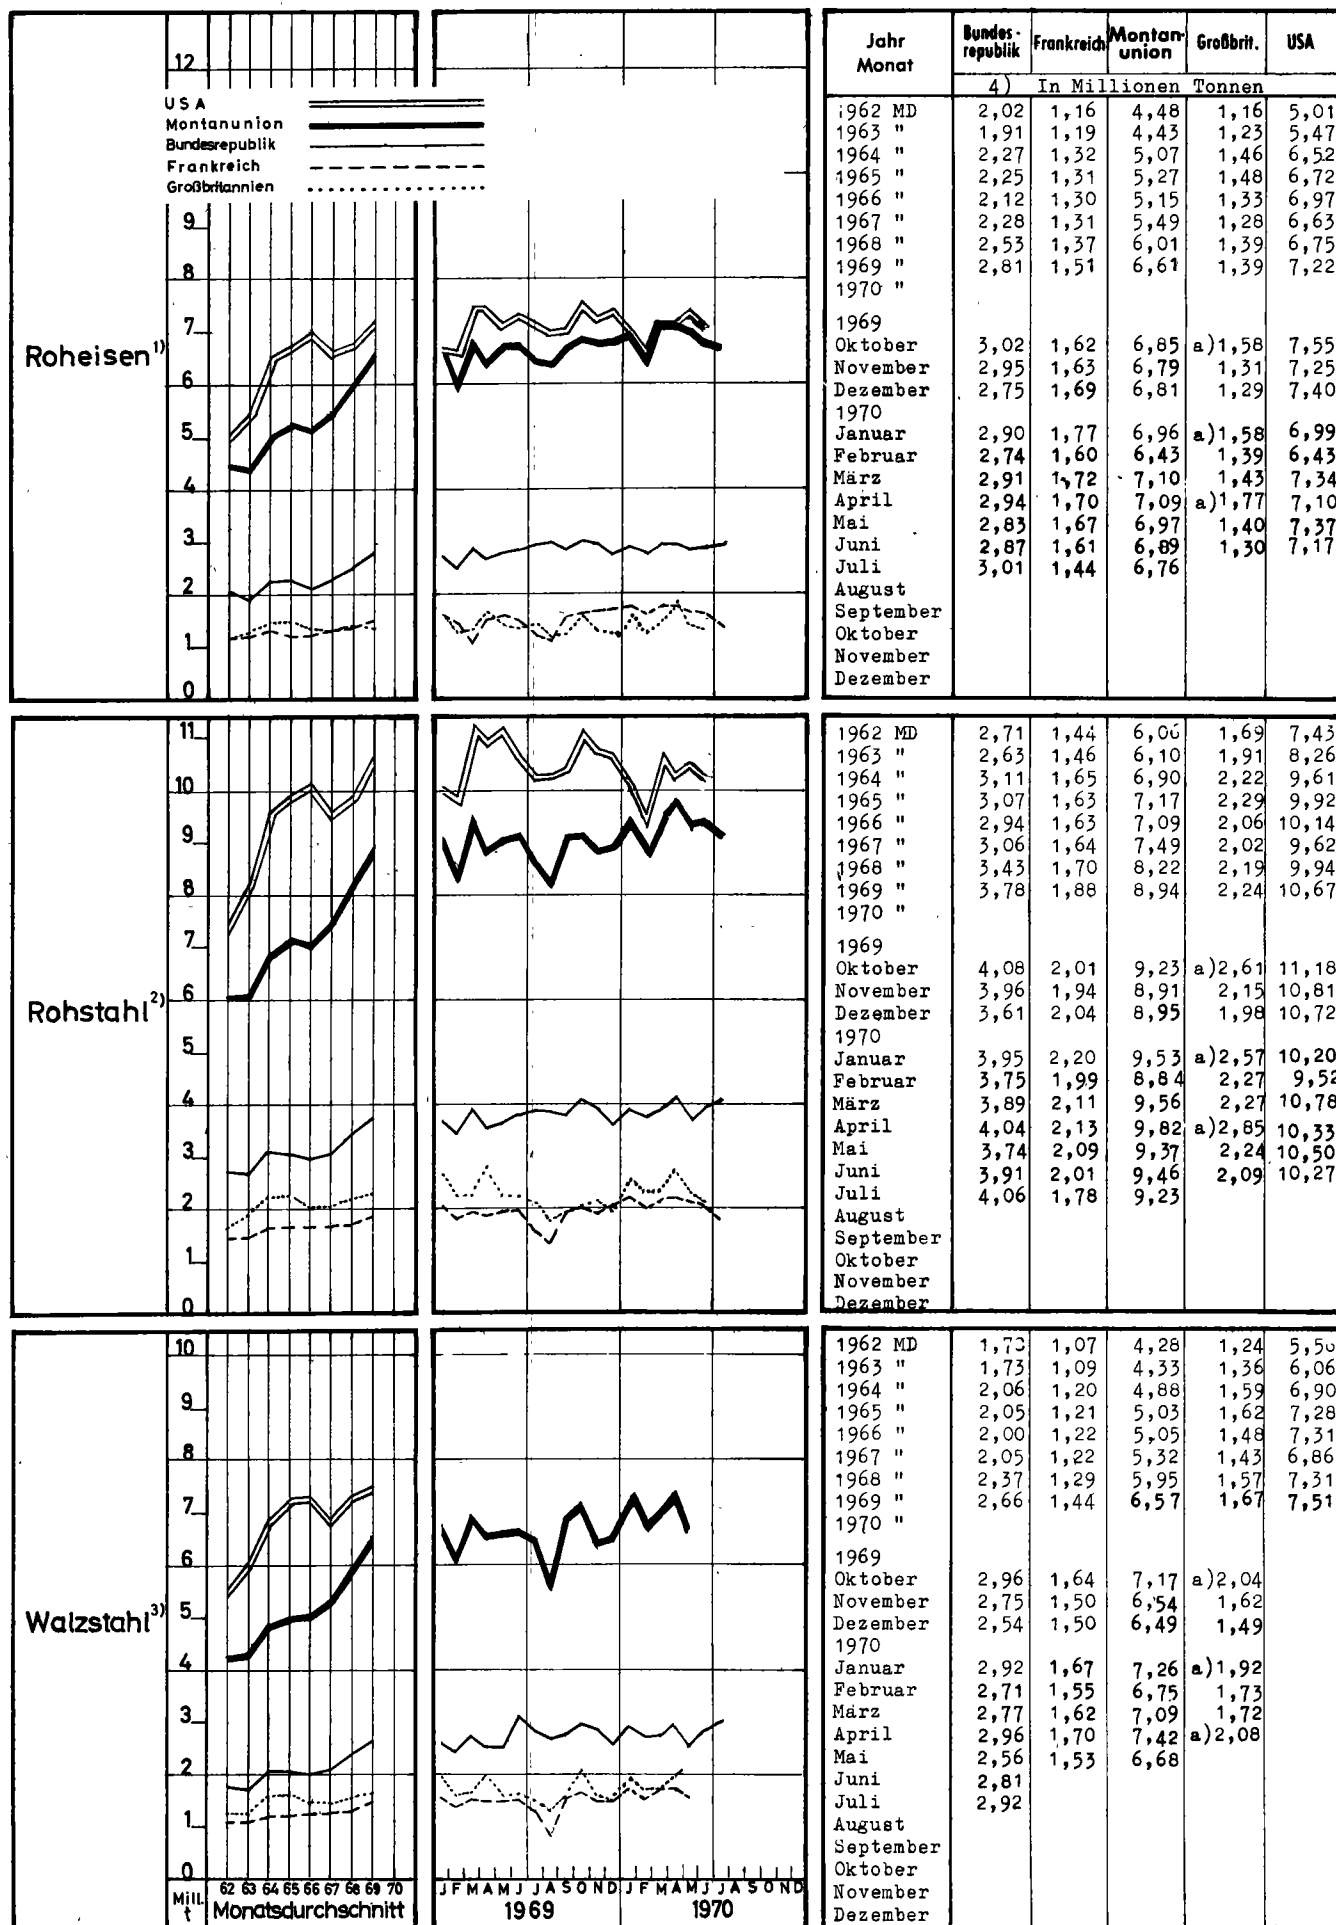 12
USA
Montanunion
Bundesrepublik
Frankreich
Großbritannien
9
8
7
6
5
4
3
2
1
0
Roheisen1)
Jahr Monat Bundes-republik Frankreich Montan-union Großbrit. USA
4) In Millionen Tonnen
1962 MD 2,02 1,16 4,48 1,16 5,01
1963 " 1,91 1,19 4,43 1,23 5,47
1964 " 2,27 1,32 5,07 1,46 6,52
1965 " 2,25 1,31 5,27 1,48 6,72
1966 " 2,12 1,30 5,15 1,33 6,97
1967 " 2,28 1,31 5,49 1,28 6,63
1968 " 2,53 1,37 6,01 1,39 6,75
1969 " 2,81 1,51 6,61 1,39 7,22
1970 "
1969
Oktober 3,02 1,62 6,85 a)1,58 7,55
November 2,95 1,63 6,79 1,31 7,25
Dezember 2,75 1,69 6,81 1,29 7,40
1970
Januar 2,90 1,77 6,96 a)1,58 6,99
Februar 2,74 1,60 6,43 1,39 6,43
März 2,91 1,72 7,10 1,43 7,34
April 2,94 1,70 7,09 a)1,77 7,10
Mai 2,83 1,67 6,97 1,40 7,37
Juni 2,87 1,61 6,89 1,30 7,17
Juli 3,01 1,44 6,76
August
September
Oktober
November
Dezember
11
10
9
8
7
6
5
4
3
2
1
0
Rohstahl2)
1962 MD 2,71 1,44 6,06 1,69 7,43
1963 " 2,63 1,46 6,10 1,91 8,26
1964 " 3,11 1,65 6,90 2,22 9,61
1965 " 3,07 1,63 7,17 2,29 9,92
1966 " 2,94 1,63 7,09 2,06 10,14
1967 " 3,06 1,64 7,49 2,02 9,62
1968 " 3,43 1,70 8,22 2,19 9,94
1969 " 3,78 1,88 8,94 2,24 10,67
1970 "
1969
Oktober 4,08 2,01 9,23 a)2,61 11,18
November 3,96 1,94 8,91 2,15 10,81
Dezember 3,61 2,04 8,95 1,98 10,72
1970
Januar 3,95 2,20 9,53 a)2,57 10,20
Februar 3,75 1,99 8,84 2,27 9,52
März 3,89 2,11 9,56 2,27 10,78
April 4,04 2,13 9,82 a)2,85 10,33
Mai 3,74 2,09 9,37 2,24 10,50
Juni 3,91 2,01 9,46 2,09 10,27
Juli 4,06 1,78 9,23
August
September
Oktober
November
Dezember
10
9
8
7
6
5
4
3
2
1
0
Walzstahl3)
1962 MD 1,73 1,07 4,28 1,24
1963 " 1,73 1,09 4,33 1,36 6,06
1964 " 2,06 1,20 4,88 1,59 6,90
1965 " 2,05 1,21 5,03 1,62 7,28
1966 " 2,00 1,22 5,05 1,48 7,31
1967 " 2,05 1,22 5,32 1,43 6,86
1968 " 2,37 1,29 5,95 1,57 7,31
1969 " 2,66 1,44 6,57 1,67 7,51
1970 "
1969
Oktober 2,96 1,64 7,17 a)2,04
November 2,75 1,50 6,54 1,62
Dezember 2,54 1,50 6,49 1,49
1970
Januar 2,92 1,67 7,26 a)1,92
Februar 2,71 1,55 6,75 1,73
März 2,77 1,62 7,09 1,72
April 2,96 1,70 7,42 a)2,08
Mai 2,56 1,53 6,68
Juni 2,81
Juli 2,92
August
September
Oktober
November
Dezember
Mill. t
62 63 64 65 66 67 68 69 70
Monatsdurchschnitt
J F M A M J J A S O N D J F M A M J J A S O N D
1969 1970